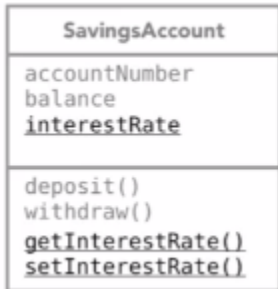 SavingsAccount
accountNumber
balance
interestRate
deposit()
withdraw()
getInterestRate()
setInterestRate()